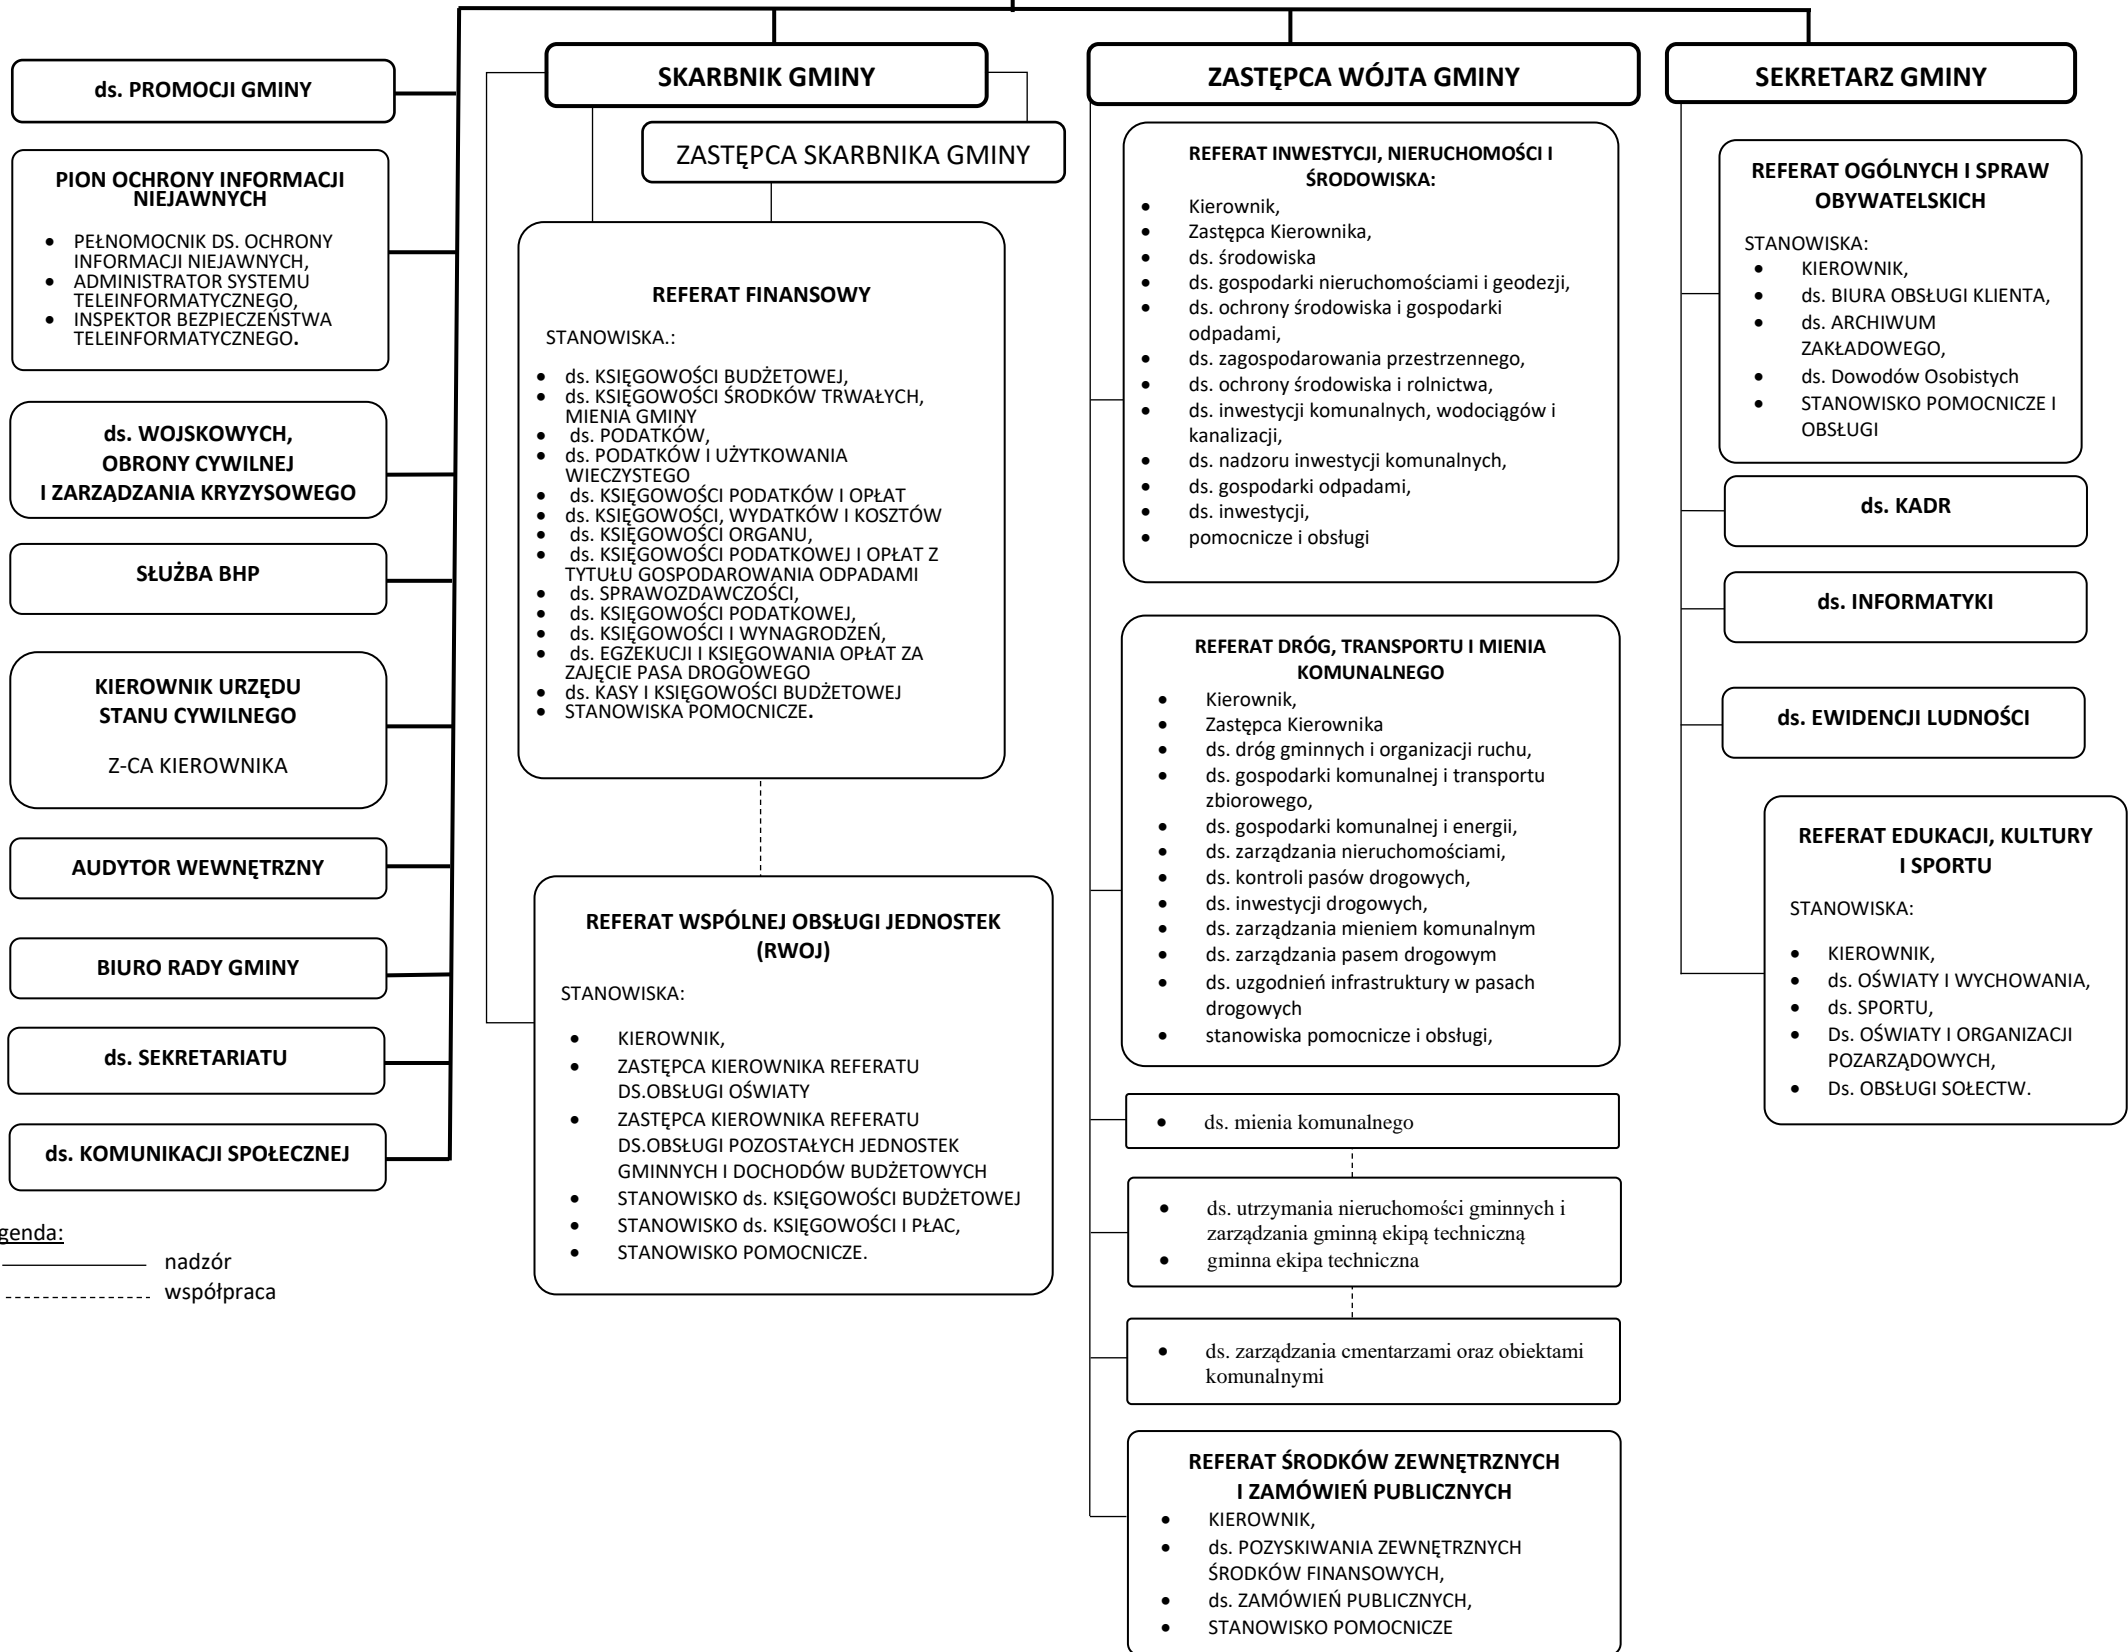 ds. PROMOCJI GMINY
PION OCHRONY INFORMACJI
NIEJAWNYCH
• PEŁNOMOCNIK DS. OCHRONY
INFORMACJI NIEJAWNYCH,
• ADMINISTRATOR SYSTEMU
TELEINFORMATYCZNEGO,
• INSPEKTOR BEZPIECZEŃSTWA
TELEINFORMATYCZNEGO.
ds. WOJSKOWYCH,
OBRONY CYWILNEJ
I ZARZĄDZANIA KRYZYSOWEGO
SŁUŻBA BHP
KIEROWNIK URZĘDU
STANU CYWILNEGO
Z-CA KIEROWNIKA
AUDYTOR WEWNĘTRZNY
BIURO RADY GMINY
ds. SEKRETARIATU
ds. KOMUNIKACJI SPOŁECZNEJ
genda:
nadzór
współpraca
SKARBNIK GMINY
ZASTĘPCA SKARBNIKA GMINY
REFERAT FINANSOWY
STANOWISKA.:
• ds. KSIĘGOWOŚCI BUDŻETOWEJ,
• ds. KSIĘGOWOŚCI ŚRODKÓW TRWAŁYCH,
MIENIA GMINY
• ds. PODATKÓW,
• ds. PODATKÓW I UŻYTKOWANIA
WIECZYSTEGO
• ds. KSIĘGOWOŚCI PODATKÓW I OPŁAT
• ds. KSIĘGOWOŚCI, WYDATKÓW I KOSZTÓW
• ds. KSIĘGOWOŚCI ORGANU,
• ds. KSIĘGOWOŚCI PODATKOWEJ I OPŁAT Z
TYTUŁU GOSPODAROWANIA ODPADAMI
• ds. SPRAWOZDAWCZOŚCI,
• ds. KSIĘGOWOŚCI PODATKOWEJ,
• ds. KSIĘGOWOŚCI I WYNAGRODZEŃ,
• ds. EGZEKUCJI I KSIĘGOWANIA OPŁAT ZA
ZAJĘCIE PASA DROGOWEGO
• ds. KASY I KSIĘGOWOŚCI BUDŻETOWEJ
• STANOWISKA POMOCNICZE.
REFERAT WSPÓLNEJ OBSŁUGI JEDNOSTEK
(RWOJ)
STANOWISKA:
• KIEROWNIK,
• ZASTĘPCA KIEROWNIKA REFERATU
DS.OBSŁUGI OŚWIATY
• ZASTĘPCA KIEROWNIKA REFERATU
DS.OBSŁUGI POZOSTAŁYCH JEDNOSTEK
GMINNYCH I DOCHODÓW BUDŻETOWYCH
• STANOWISKO ds. KSIĘGOWOŚCI BUDŻETOWEJ
• STANOWISKO ds. KSIĘGOWOŚCI I PŁAC,
• STANOWISKO POMOCNICZE.
ZASTĘPCA WÓJTA GMINY
REFERAT INWESTYCJI, NIERUCHOMOŚCI I
ŚRODOWISKA:
• Kierownik,
• Zastępca Kierownika,
• ds. środowiska
• ds. gospodarki nieruchomościami i geodezji,
• ds. ochrony środowiska i gospodarki
odpadami,
• ds. zagospodarowania przestrzennego,
• ds. ochrony środowiska i rolnictwa,
• ds. inwestycji komunalnych, wodociągów i
kanalizacji,
• ds. nadzoru inwestycji komunalnych,
• ds. gospodarki odpadami,
• ds. inwestycji,
• pomocnicze i obsługi
REFERAT DRÓG, TRANSPORTU I MIENIA
KOMUNALNEGO
• Kierownik,
• Zastępca Kierownika
• ds. dróg gminnych i organizacji ruchu,
• ds. gospodarki komunalnej i transportu
zbiorowego,
• ds. gospodarki komunalnej i energii,
• ds. zarządzania nieruchomościami,
• ds. kontroli pasów drogowych,
• ds. inwestycji drogowych,
• ds. zarządzania mieniem komunalnym
• ds. zarządzania pasem drogowym
• ds. uzgodnień infrastruktury w pasach
drogowych
• stanowiska pomocnicze i obsługi,
• ds. mienia komunalnego
• ds. utrzymania nieruchomości gminnych i
zarządzania gminną ekipą techniczną
• gminna ekipa techniczna
• ds. zarządzania cmentarzami oraz obiektami
komunalnymi
REFERAT ŚRODKÓW ZEWNĘTRZNYCH
I ZAMÓWIEŃ PUBLICZNYCH
• KIEROWNIK,
• ds. POZYSKIWANIA ZEWNĘTRZNYCH
ŚRODKÓW FINANSOWYCH,
• ds. ZAMÓWIEŃ PUBLICZNYCH,
• STANOWISKO POMOCNICZE
SEKRETARZ GMINY
REFERAT OGÓLNYCH I SPRAW
OBYWATELSKICH
STANOWISKA:
• KIEROWNIK,
• ds. BIURA OBSŁUGI KLIENTA,
• ds. ARCHIWUM
ZAKŁADOWEGO,
• ds. Dowodów Osobistych
• STANOWISKO POMOCNICZE I
OBSŁUGI
ds. KADR
ds. INFORMATYKI
ds. EWIDENCJI LUDNOŚCI
REFERAT EDUKACJI, KULTURY
I SPORTU
STANOWISKA:
• KIEROWNIK,
• ds. OŚWIATY I WYCHOWANIA,
• ds. SPORTU,
• Ds. OŚWIATY I ORGANIZACJI
POZARZĄDOWYCH,
• Ds. OBSŁUGI SOŁECTW.